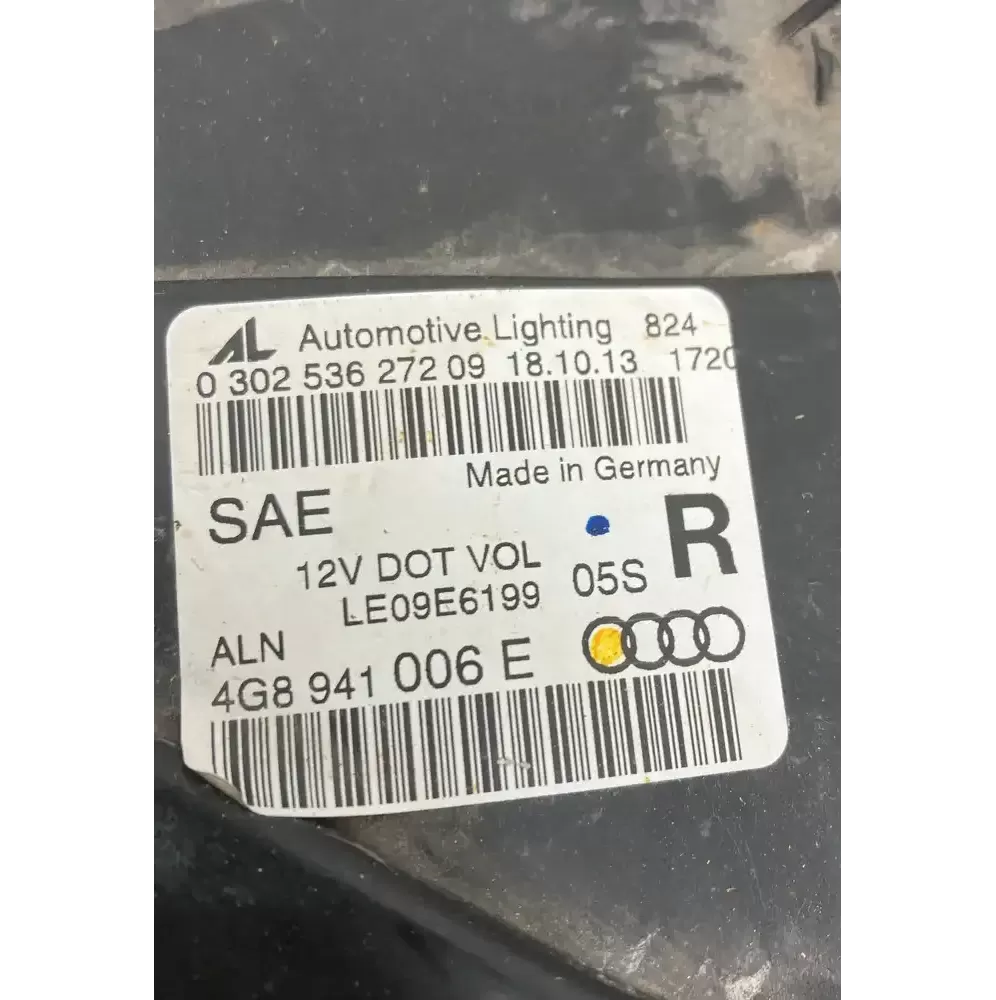 AL Automotive Lighting 824
0 302 536 272 09 18.10.13 1720
Made in Germany
SAE
R
12V DOT VOL
05S
LE09E6199
ALN
4G8 941 006 E